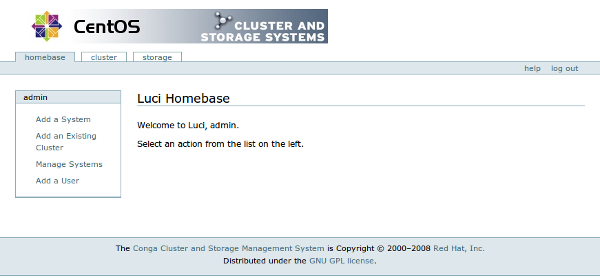 CentOS
CLUSTER AND
STORAGE SYSTEMS
homebase cluster storage
help log out
admin
Add a System
Add an Existing
Cluster
Manage Systems
Add a User
Luci Homebase
Welcome to Luci, admin.
Select an action from the list on the left.
The Conga Cluster and Storage Management System is Copyright © 2000–2008 Red Hat, Inc.
Distributed under the GNU GPL license.